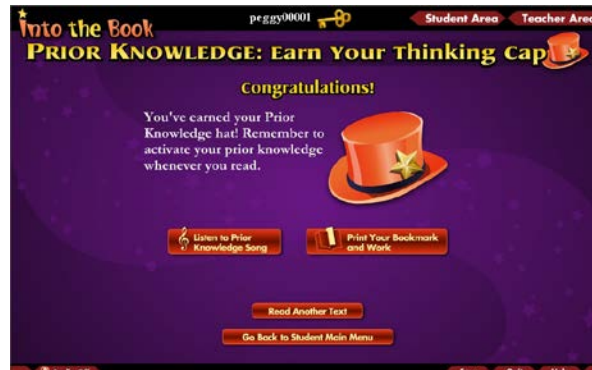 Into the Book
peggy00001
Student Area
Teacher Area
PRIOR KNOWLEDGE: EARN YOUR THINKING CAP
Congratulations!
You've earned your Prior
Knowledge hat! Remember to
activate your prior knowledge
whenever you read.
Listen to Prior
Knowledge Song
Print Your Bookmark
and Work
Read Another Text
Go Back to Student Main Menu